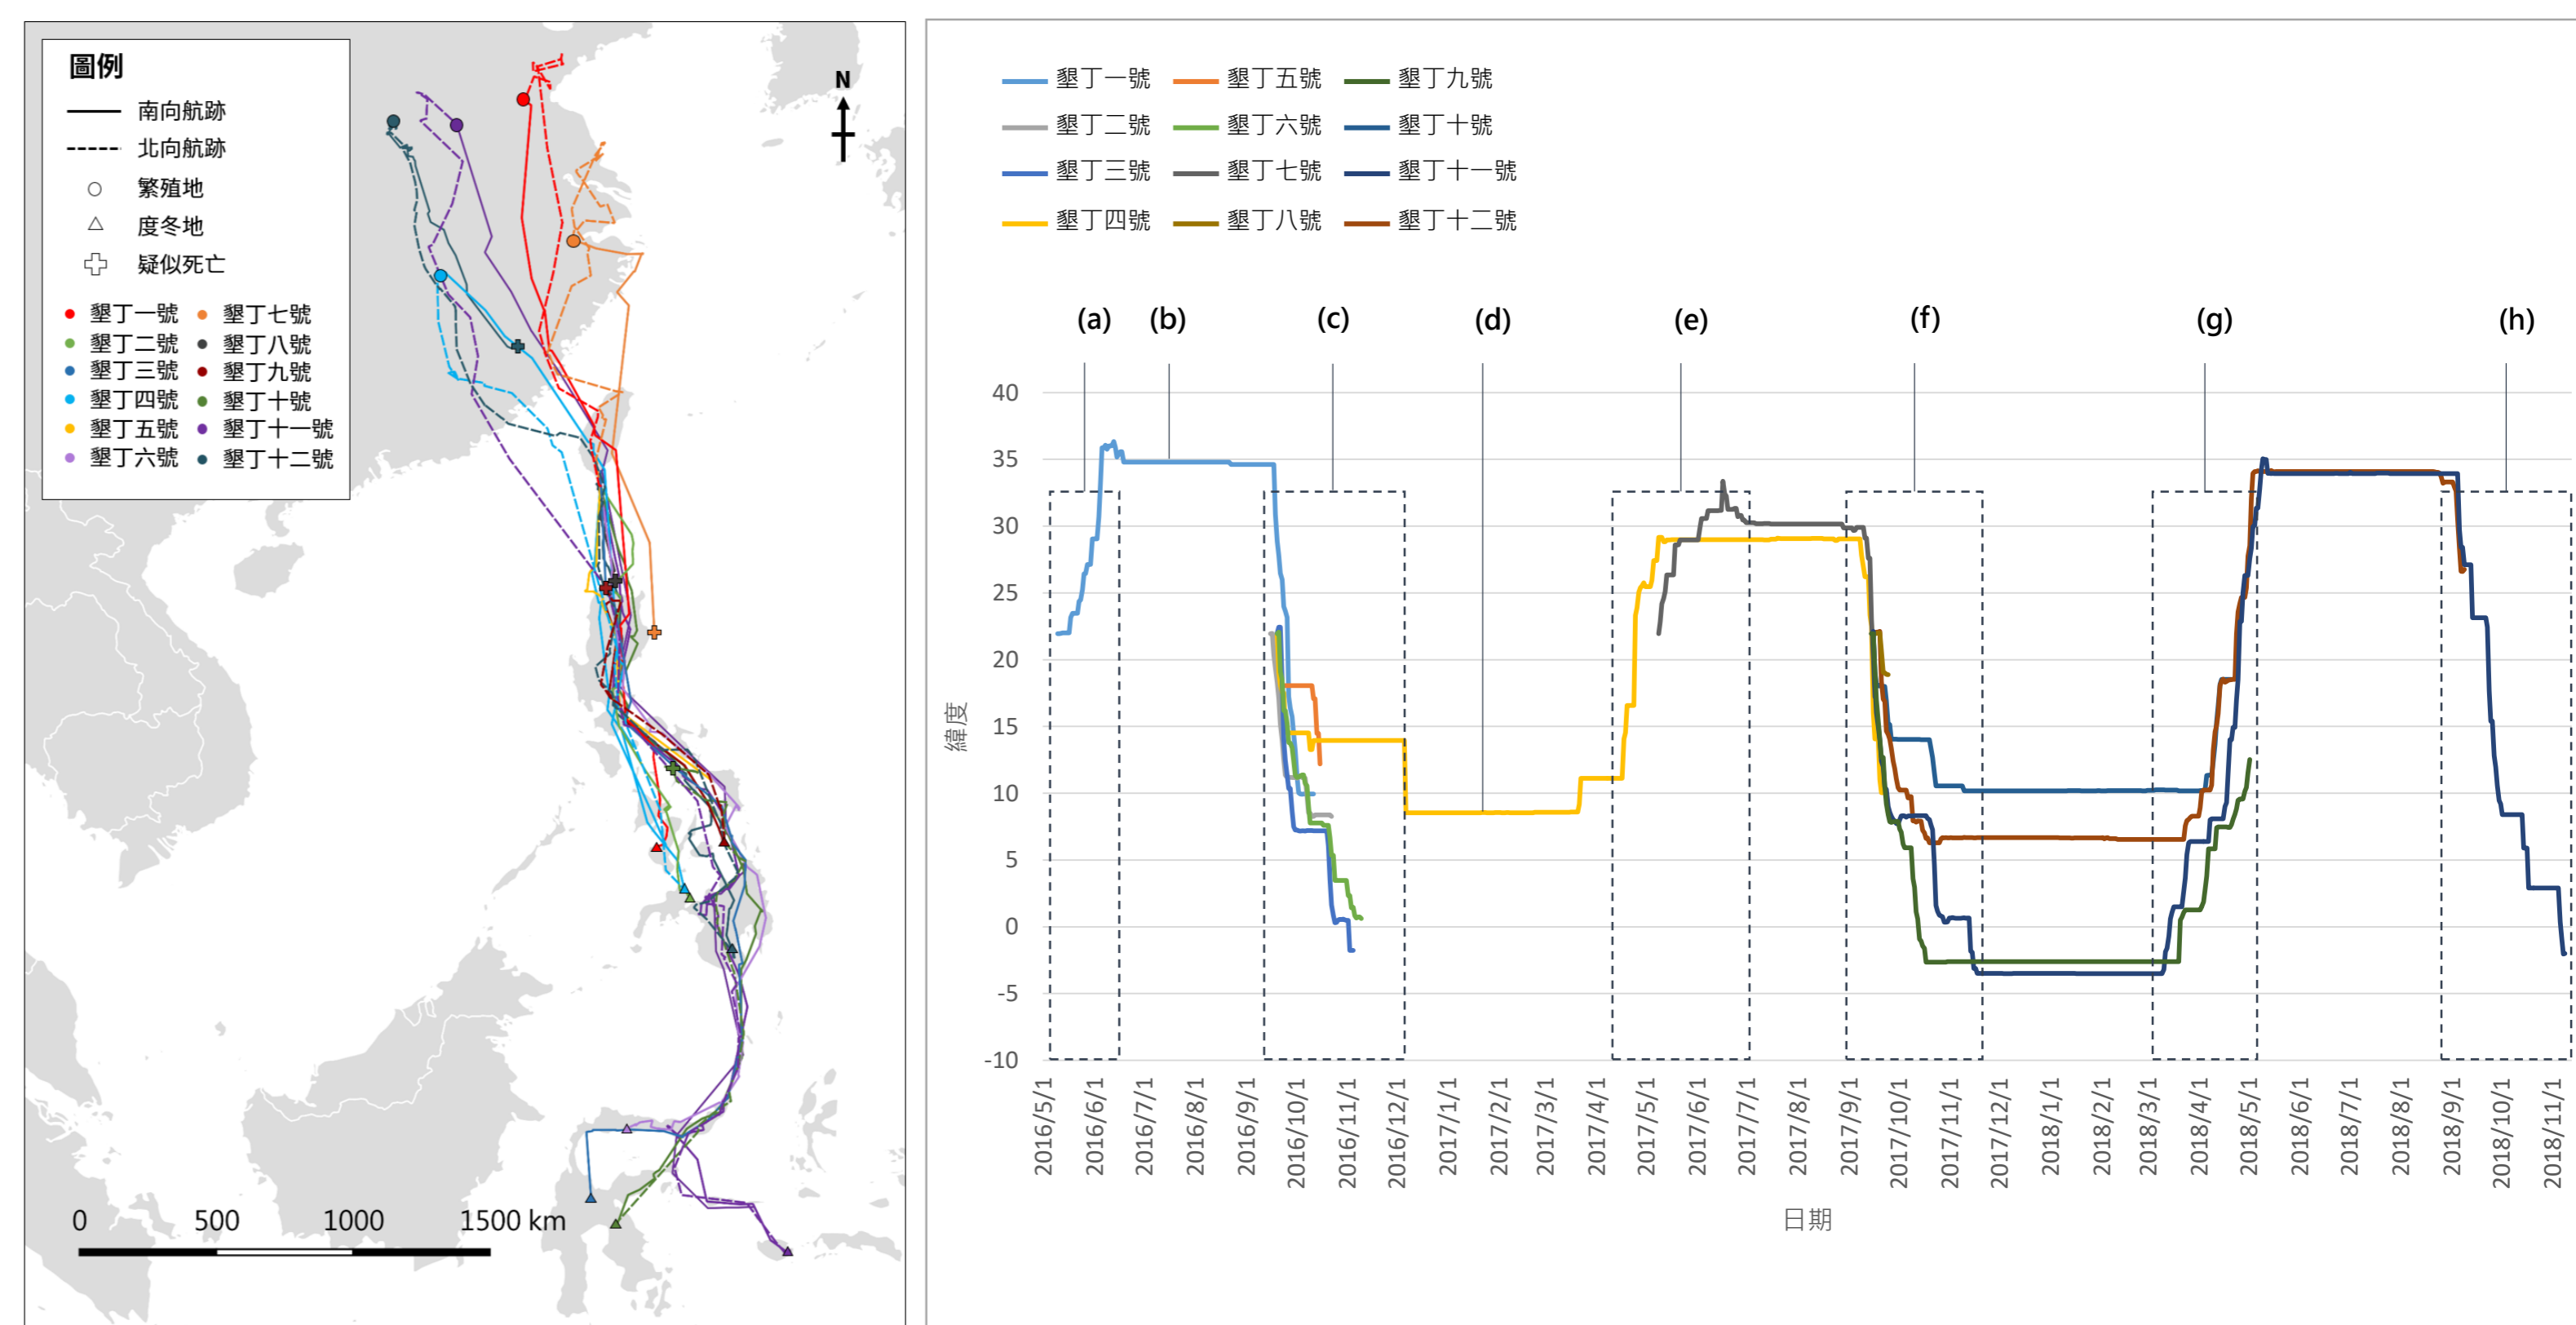 圖例
南向航跡
北向航跡
繁殖地
度冬地
疑似死亡
墾丁一號 墾丁七號
墾丁二號 墾丁八號
墾丁三號 墾丁九號
墾丁四號 墾丁十號
墾丁五號 墾丁十一號
墾丁六號 墾丁十二號
N
0 500 1000 1500 km
墾丁一號 墾丁五號 墾丁九號
墾丁二號 墾丁六號 墾丁十號
墾丁三號 墾丁七號 墾丁十一號
墾丁四號 墾丁八號 墾丁十二號
(a) (b) (c) (d) (e) (f) (g) (h)
40
35
30
25
20
15
10
5
0
-5
-10
緯度
2016/5/1
2016/6/1
2016/7/1
2016/8/1
2016/9/1
2016/10/1
2016/11/1
2016/12/1
2017/1/1
2017/2/1
2017/3/1
2017/4/1
2017/5/1
2017/6/1
2017/7/1
2017/8/1
2017/9/1
2017/10/1
2017/11/1
2017/12/1
2018/1/1
2018/2/1
2018/3/1
2018/4/1
2018/5/1
2018/6/1
2018/7/1
2018/8/1
2018/9/1
2018/10/1
2018/11/1
日期